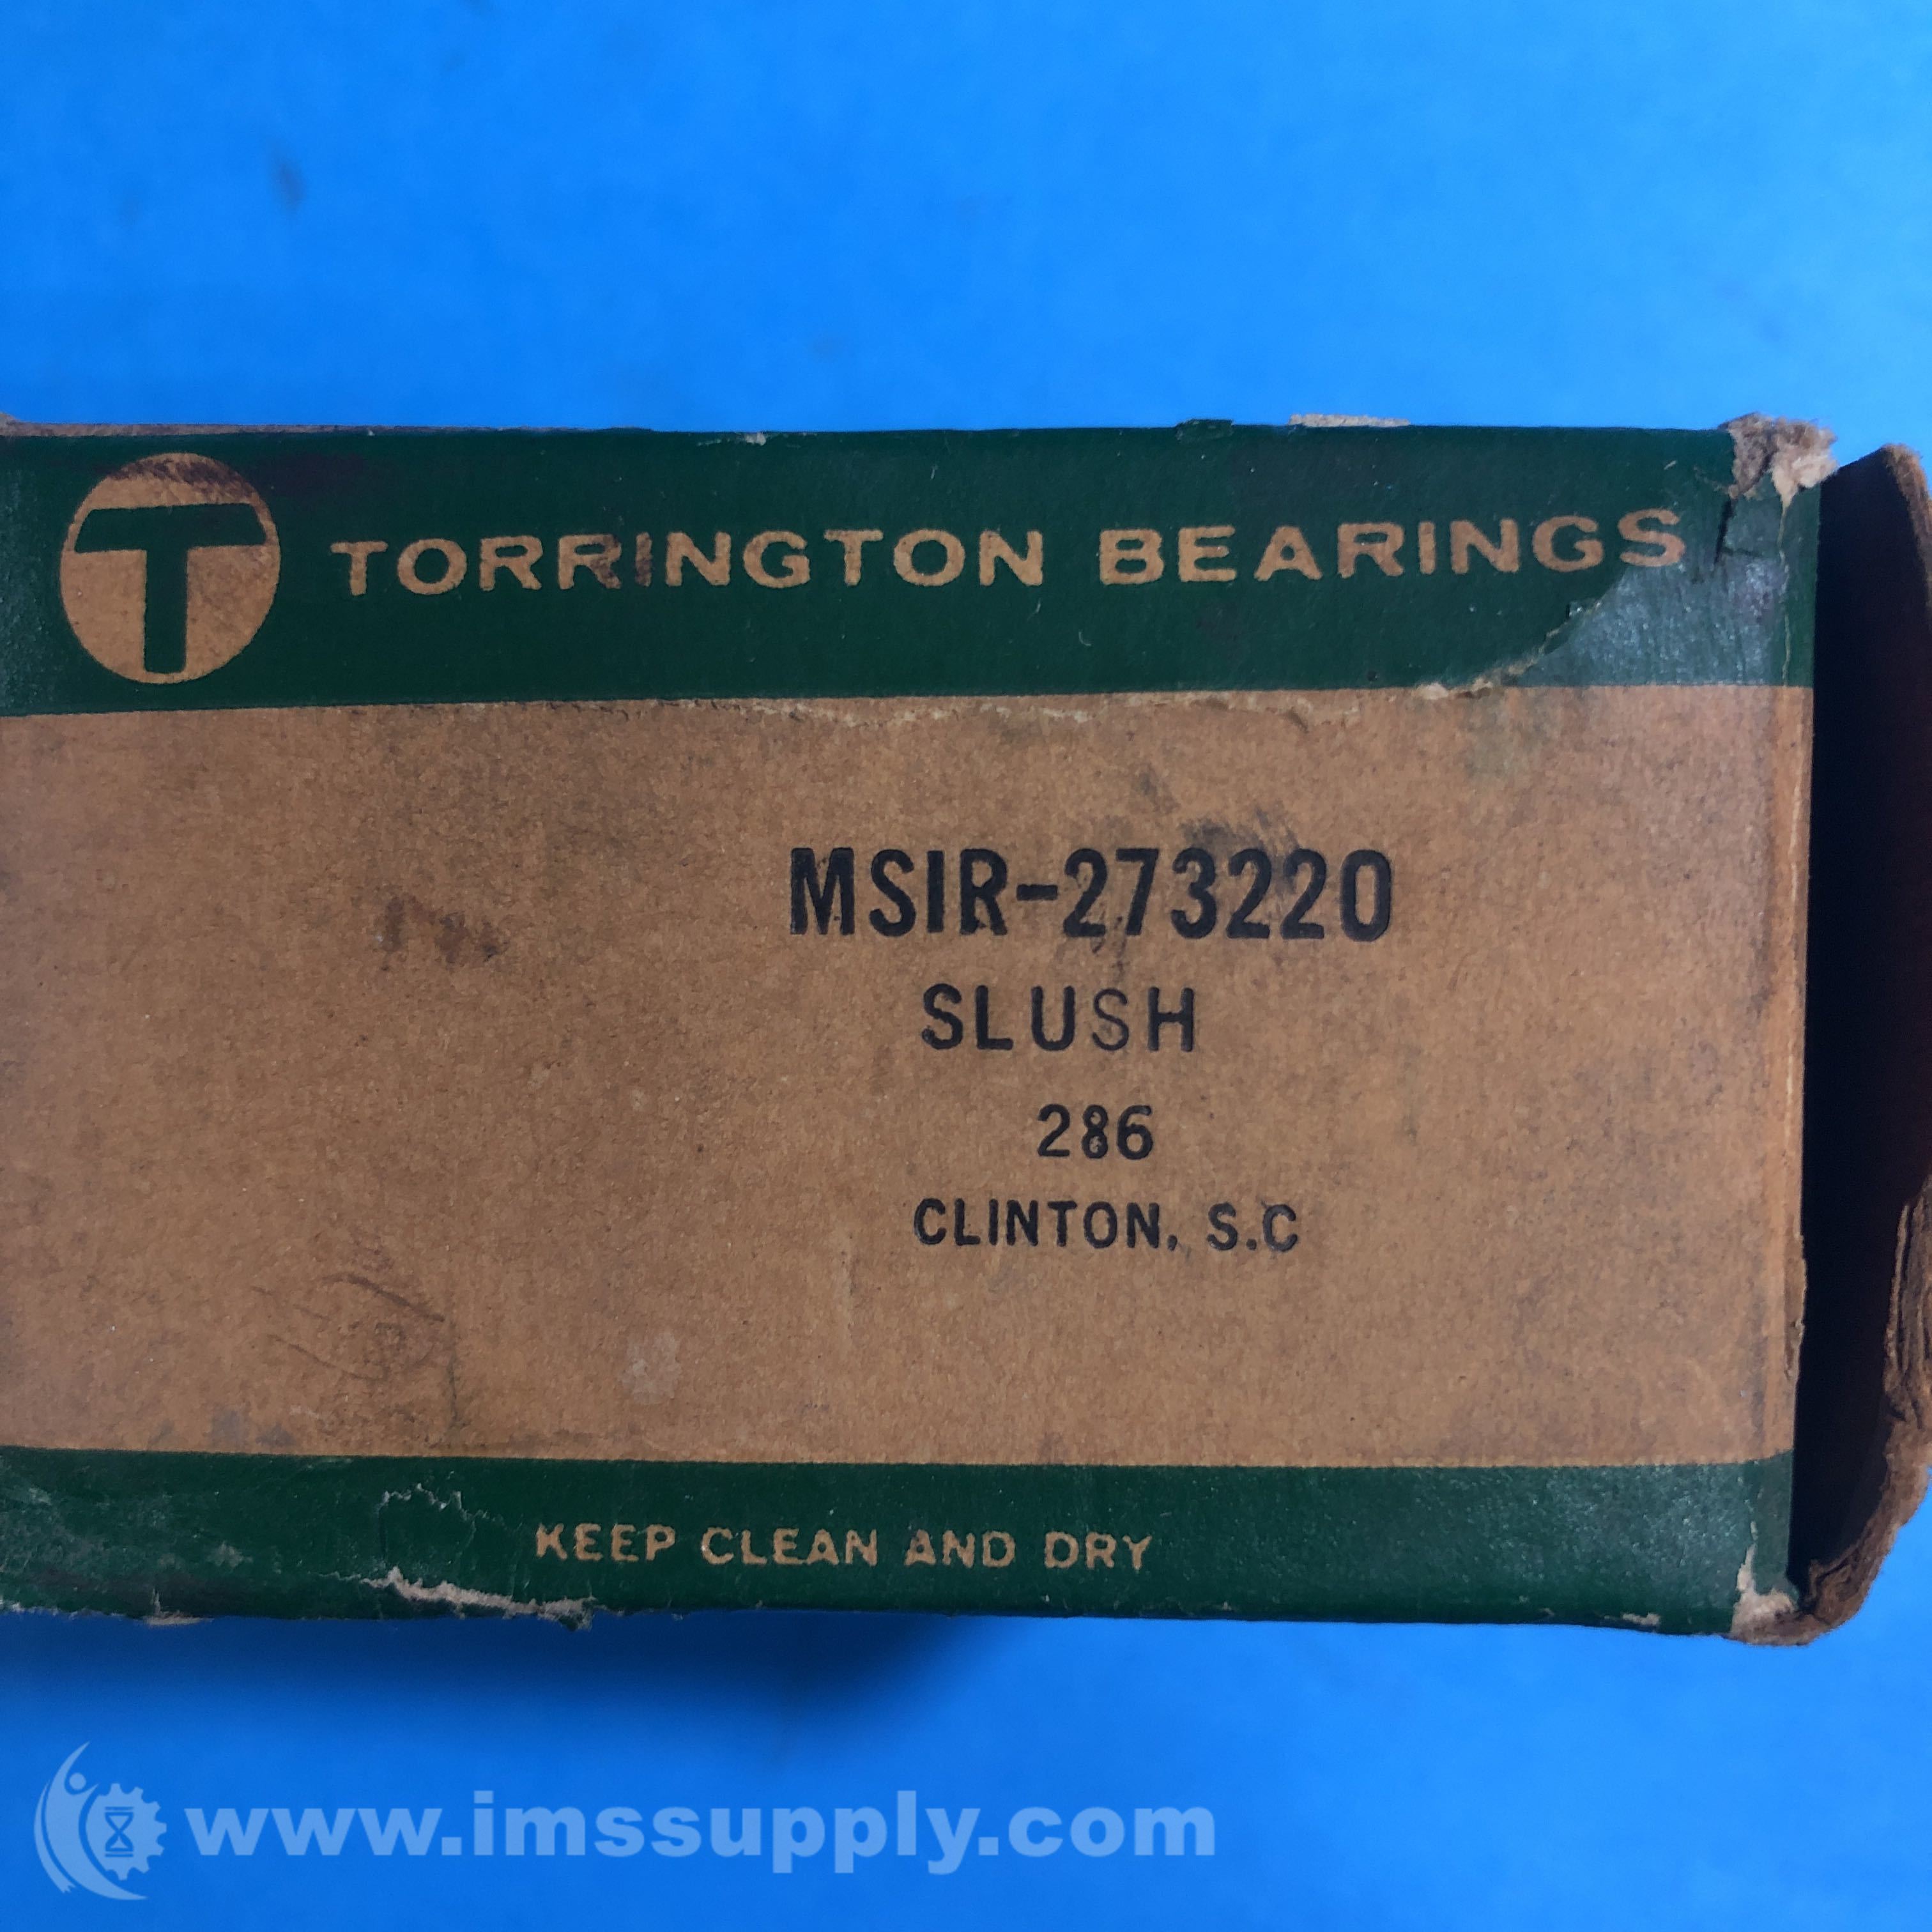 T TORRINGTON BEARINGS
MSIR-273220
SLUSH
286
CLINTON, S.C
KEEP CLEAN AND DRY
www.imssupply.com